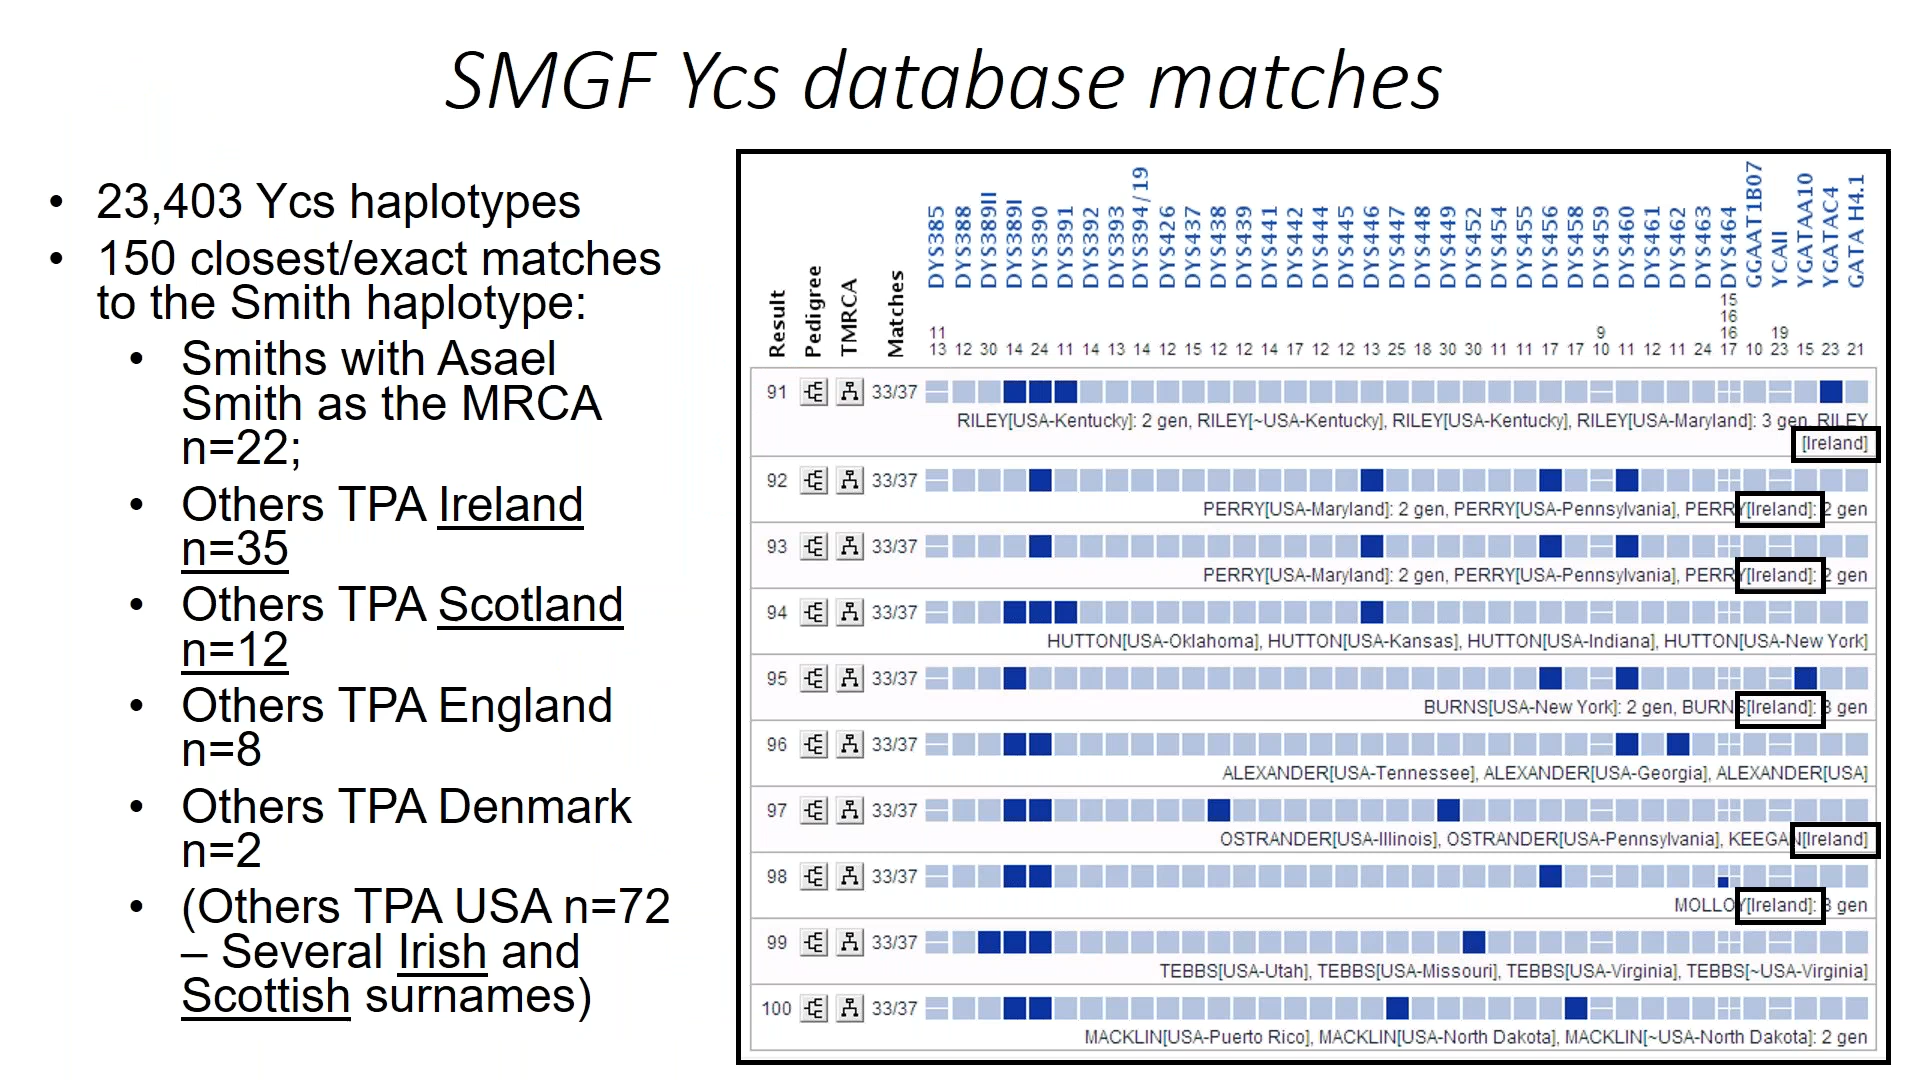 SMGF Ycs database matches
• 23,403 Ycs haplotypes
• 150 closest/exact matches
to the Smith haplotype:
• Smiths with Asael
Smith as the MRCA
n=22;
• Others TPA Ireland
n=35
• Others TPA Scotland
n=12
• Others TPA England
n=8
• Others TPA Denmark
n=2
• (Others TPA USA n=72
– Several Irish and
Scottish surnames)
Result Pedigree TMRCA Matches DYS385 DYS388 DYS389II DYS389I DYS390 DYS391 DYS392 DYS393 DYS394/19 DYS426 DYS437 DYS438 DYS439 DYS441 DYS442 DYS444 DYS445 DYS446 DYS447 DYS448 DYS449 DYS452 DYS454 DYS455 DYS456 DYS458 DYS459 DYS460 DYS461 DYS462 DYS463 DYS464 GGAAT1B07 YCAII YGATAA10 YGATAC4 GATA H4.1
15
16
11 9 16 19
13 12 30 14 24 11 14 13 14 12 15 12 12 14 17 12 12 13 25 18 30 30 11 11 17 17 10 11 12 11 24 17 10 23 15 23 21
91 33/37
RILEY[USA-Kentucky]: 2 gen, RILEY[~USA-Kentucky], RILEY[USA-Kentucky], RILEY[USA-Maryland]: 3 gen, RILEY
[Ireland]
92 33/37
PERRY[USA-Maryland]: 2 gen, PERRY[USA-Pennsylvania], PERRY[Ireland]: 2 gen
93 33/37
PERRY[USA-Maryland]: 2 gen, PERRY[USA-Pennsylvania], PERRY[Ireland]: 2 gen
94 33/37
HUTTON[USA-Oklahoma], HUTTON[USA-Kansas], HUTTON[USA-Indiana], HUTTON[USA-New York]
95 33/37
BURNS[USA-New York]: 2 gen, BURNS[Ireland]: 3 gen
96 33/37
ALEXANDER[USA-Tennessee], ALEXANDER[USA-Georgia], ALEXANDER[USA]
97 33/37
OSTRANDER[USA-Illinois], OSTRANDER[USA-Pennsylvania], KEEGAN[Ireland]
98 33/37
MOLLOY[Ireland]: 3 gen
99 33/37
TEBBS[USA-Utah], TEBBS[USA-Missouri], TEBBS[USA-Virginia], TEBBS[~USA-Virginia]
100 33/37
MACKLIN[USA-Puerto Rico], MACKLIN[USA-North Dakota], MACKLIN[~USA-North Dakota]: 2 gen